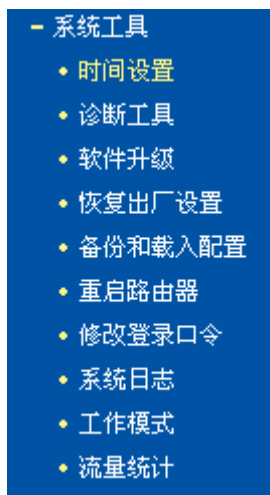 - 系统工具
• 时间设置
• 诊断工具
• 软件升级
• 恢复出厂设置
• 备份和载入配置
• 重启路由器
• 修改登录口令
• 系统日志
• 工作模式
• 流量统计